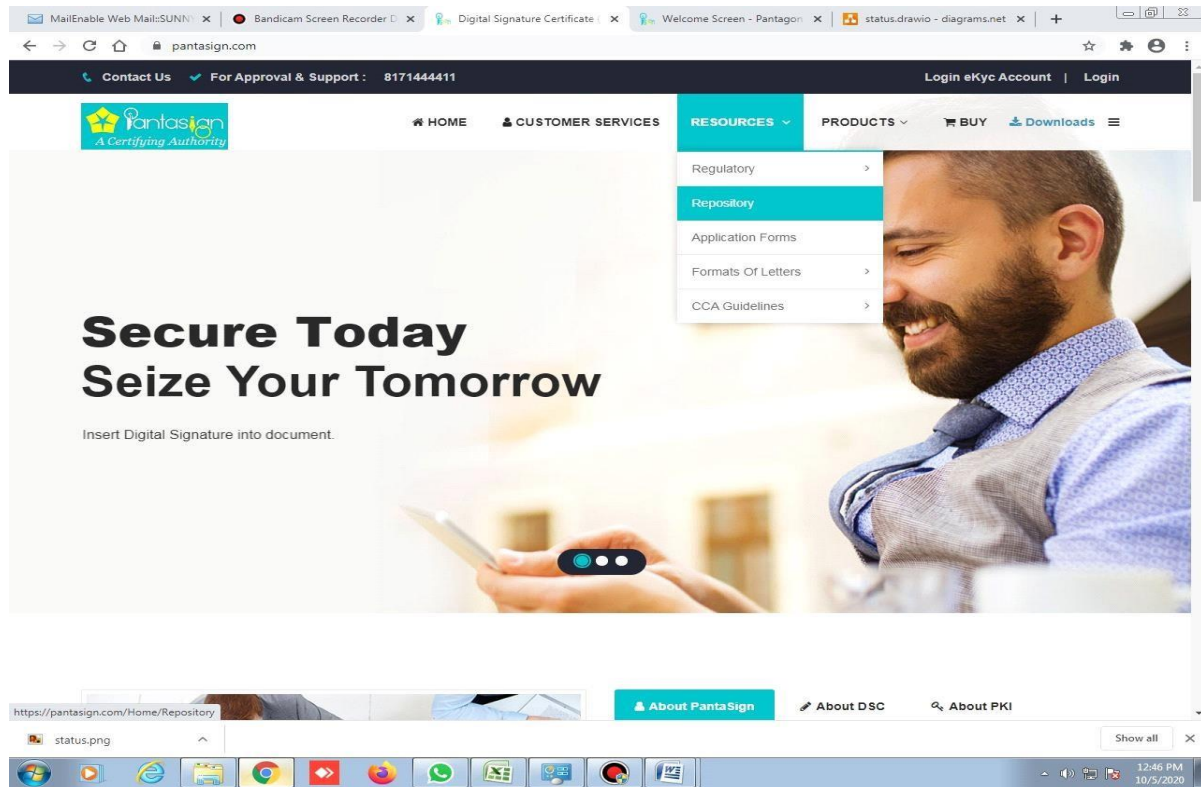 MailEnable Web Mail::SUNN
Bandicam Screen Recorder D
Digital Signature Certificate
Welcome Screen - Pantagon
status.drawio - diagrams.net
pantasign.com
Contact Us For Approval & Support : 8171444411 Login eKyc Account | Login
Pantasign
A Certifying Authority
HOME CUSTOMER SERVICES RESOURCES PRODUCTS BUY Downloads
Regulatory
Repository
Application Forms
Formats Of Letters
CCA Guidelines
Secure Today
Seize Your Tomorrow
Insert Digital Signature into document.
About PantaSign About DSC About PKI
https://pantasign.com/Home/Repository
status.png Show all
12:46 PM
10/5/2020